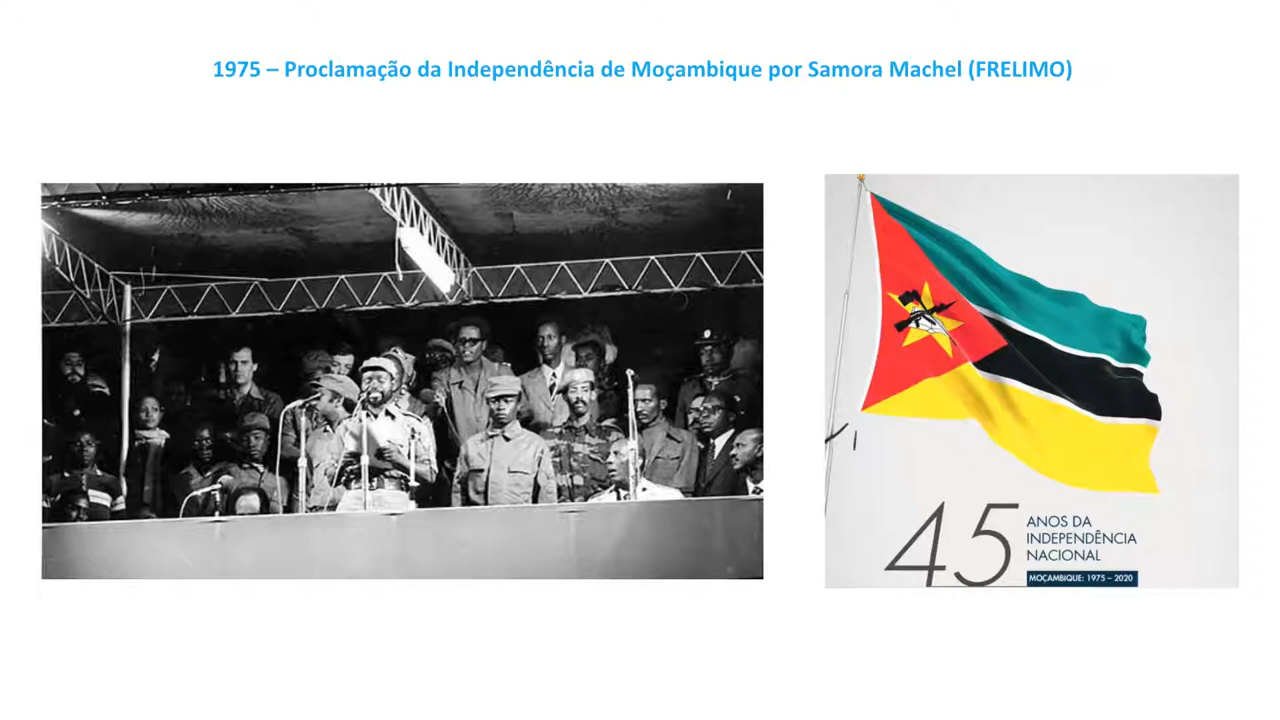 1975 – Proclamação da Independência de Moçambique por Samora Machel (FRELIMO)
45
ANOS DA
INDEPENDÊNCIA
NACIONAL
MOÇAMBIQUE: 1975 – 2020